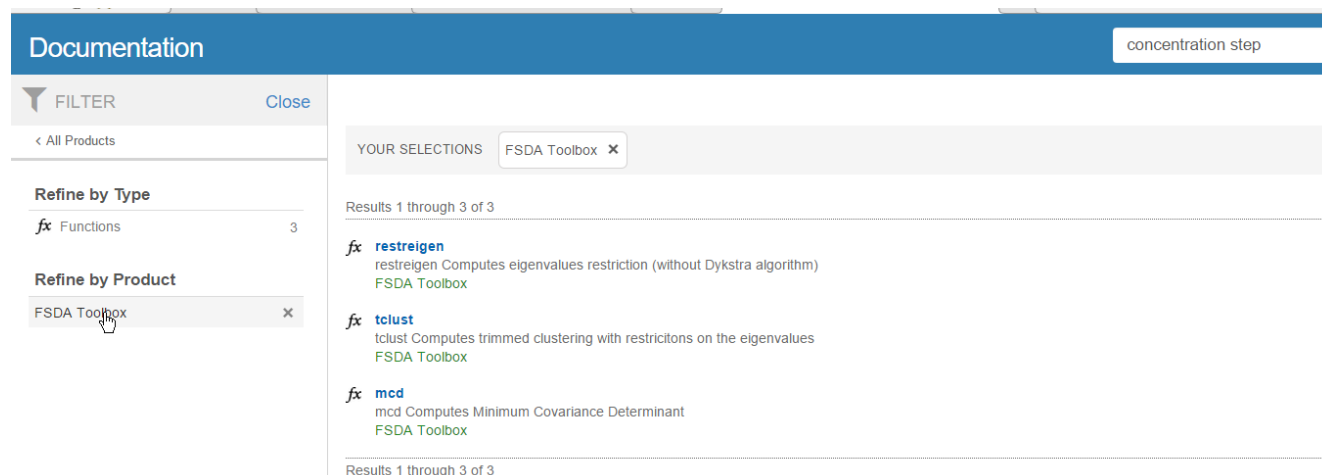 Documentation
concentration step
FILTER
Close
< All Products
Refine by Type
fx Functions 3
Refine by Product
FSDA Toolbox ×
YOUR SELECTIONS FSDA Toolbox ×
Results 1 through 3 of 3
fx restreigen
restreigen Computes eigenvalues restriction (without Dykstra algorithm)
FSDA Toolbox
fx tclust
tclust Computes trimmed clustering with restricitons on the eigenvalues
FSDA Toolbox
fx mcd
mcd Computes Minimum Covariance Determinant
FSDA Toolbox
Results 1 through 3 of 3